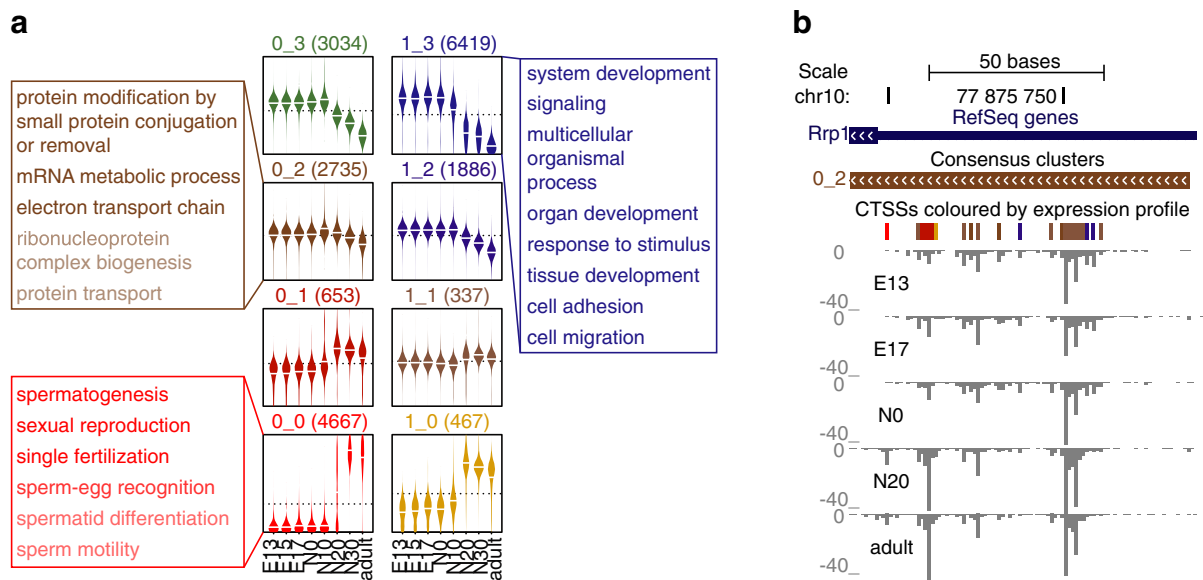 a
0_3 (3034)
1_3 (6419)
protein modification by
small protein conjugation
or removal
mRNA metabolic process
electron transport chain
ribonucleoprotein
complex biogenesis
protein transport
0_2 (2735)
1_2 (1886)
system development
signaling
multicellular
organismal
process
organ development
response to stimulus
tissue development
cell adhesion
cell migration
0_1 (653)
1_1 (337)
spermatogenesis
sexual reproduction
single fertilization
sperm-egg recognition
spermatid differentiation
sperm motility
0_0 (4667)
1_0 (467)
E13
E15
E17
N0
N10
N20
N30
adult
E13
E15
E17
N0
N10
N20
N30
adult
b
Scale
50 bases
chr10:
77 875 750
RefSeq genes
Rrp1
Consensus clusters
0_2
CTSSs coloured by expression profile
0
E13
-40
0
E17
-40
0
N0
-40
0
N20
-40
0
adult
-40